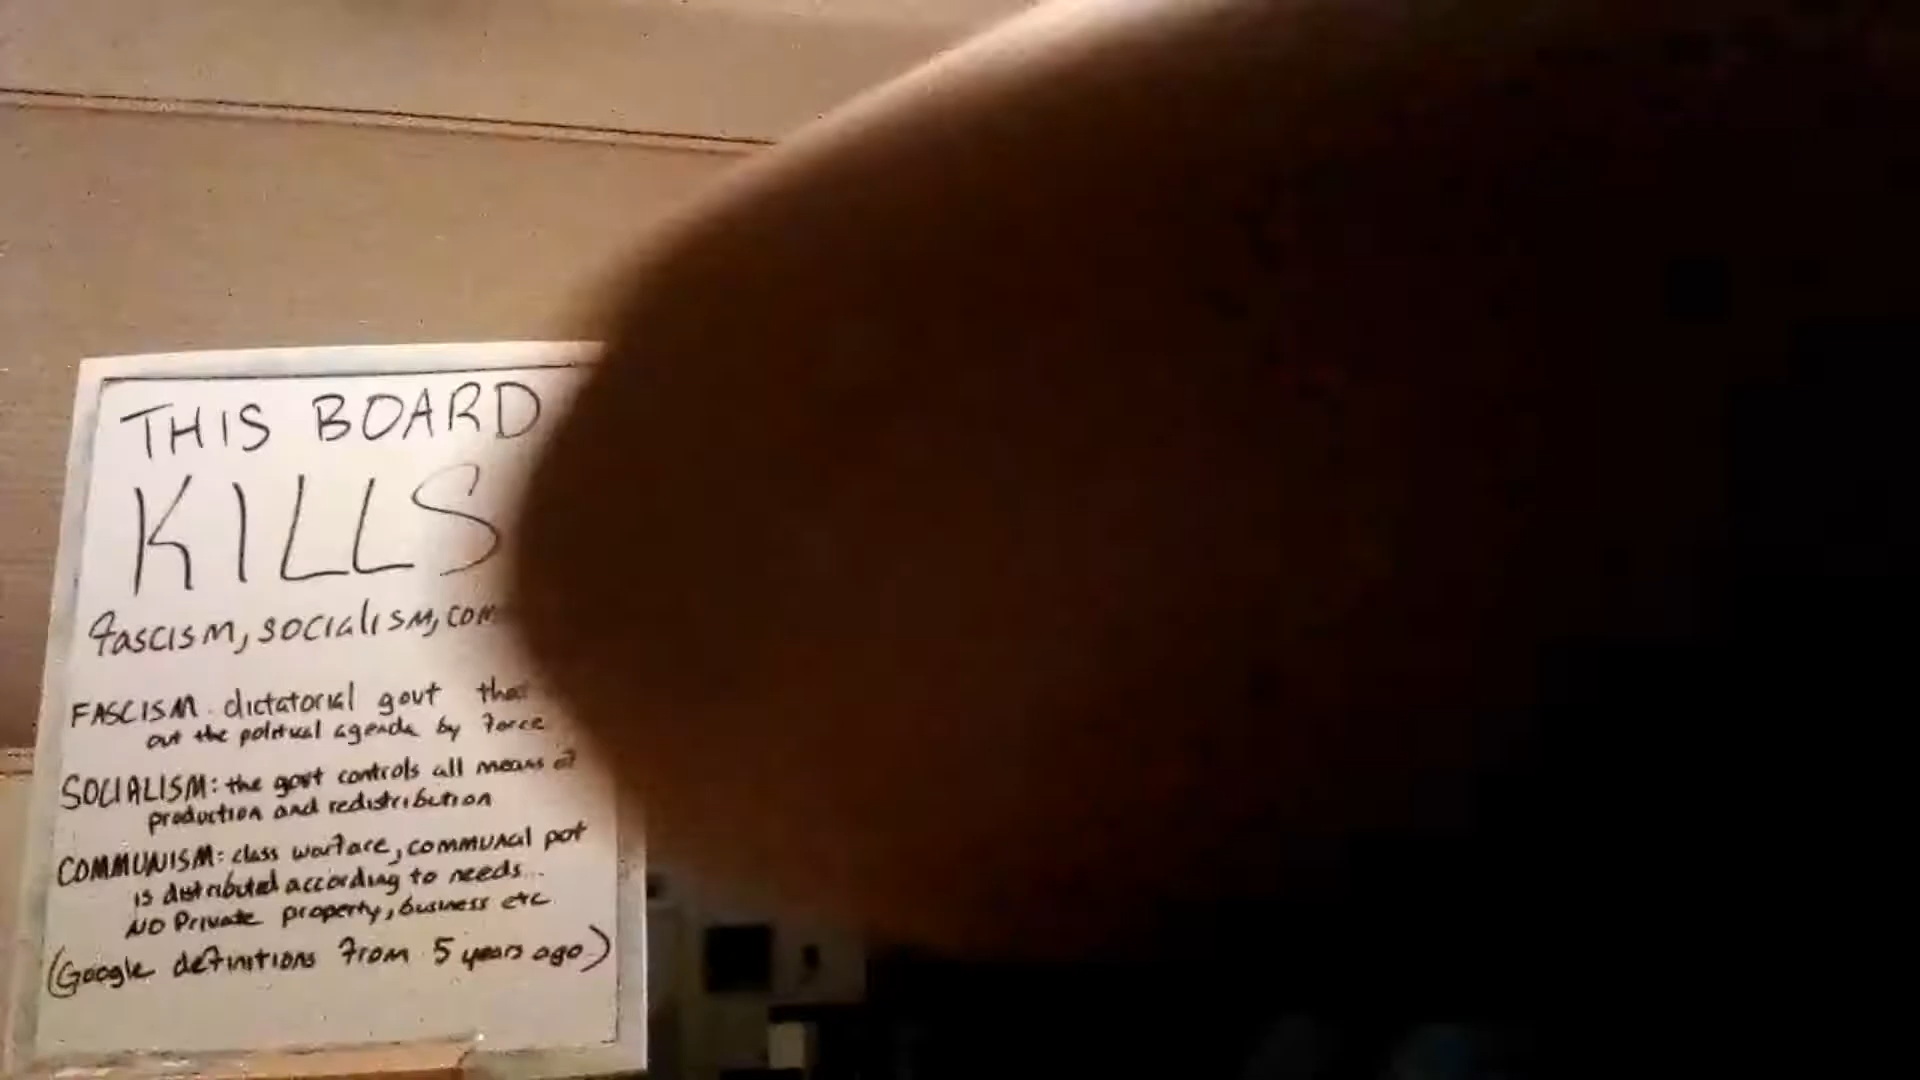 THIS BOARD
KILLS
fascism, socialism, com
FASCISM. dictatorial govt tha
out the political agenda by force
SOCIALISM: the govt controls all means of
production and redistribution
COMMUNISM: class warfare, communal pot
is distributed according to needs...
NO Private property, business etc
(Google definitions from 5 years ago.)